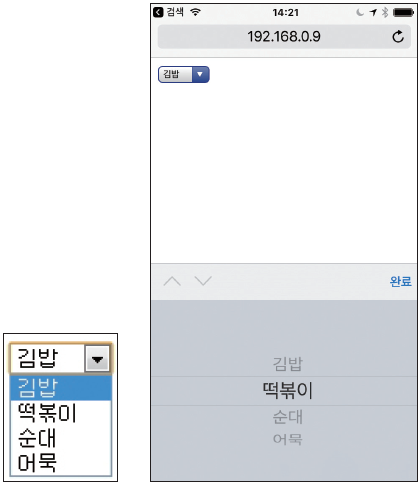 김밥
김밥
떡볶이
순대
어묵
검색 14:21
192.168.0.9
김밥
완료
김밥
떡볶이
순대
어묵